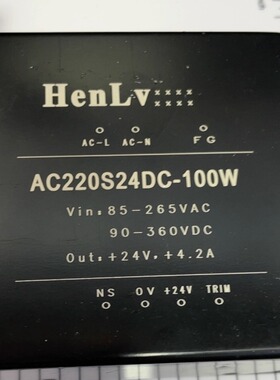 HenLv
AC-L AC-N FG
AC220S24DC-100W
Vin: 85-265VAC
90-360VDC
Out: +24V, +4.2A
NS 0V +24V TRIM